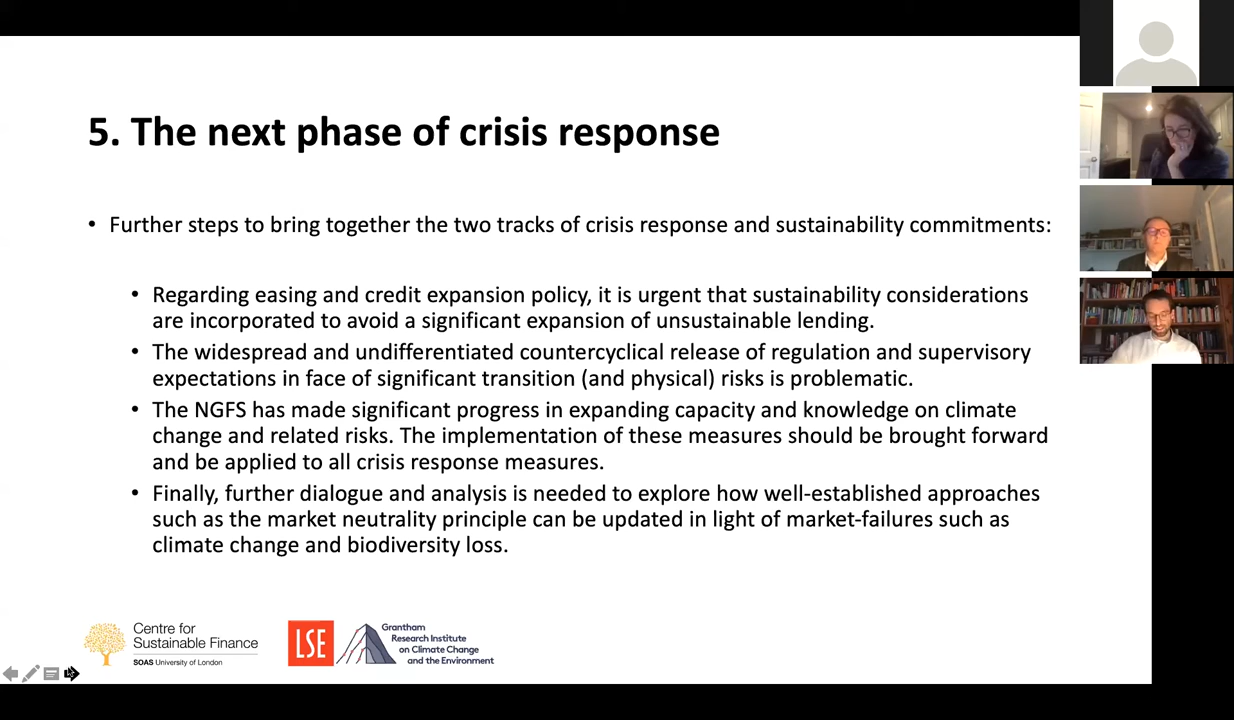 5. The next phase of crisis response
• Further steps to bring together the two tracks of crisis response and sustainability commitments:
• Regarding easing and credit expansion policy, it is urgent that sustainability considerations
are incorporated to avoid a significant expansion of unsustainable lending.
• The widespread and undifferentiated countercyclical release of regulation and supervisory
expectations in face of significant transition (and physical) risks is problematic.
• The NGFS has made significant progress in expanding capacity and knowledge on climate
change and related risks. The implementation of these measures should be brought forward
and be applied to all crisis response measures.
• Finally, further dialogue and analysis is needed to explore how well-established approaches
such as the market neutrality principle can be updated in light of market-failures such as
climate change and biodiversity loss.
Centre for
Sustainable Finance
SOAS University of London
LSE
Grantham
Research Institute
on Climate Change
and the Environment